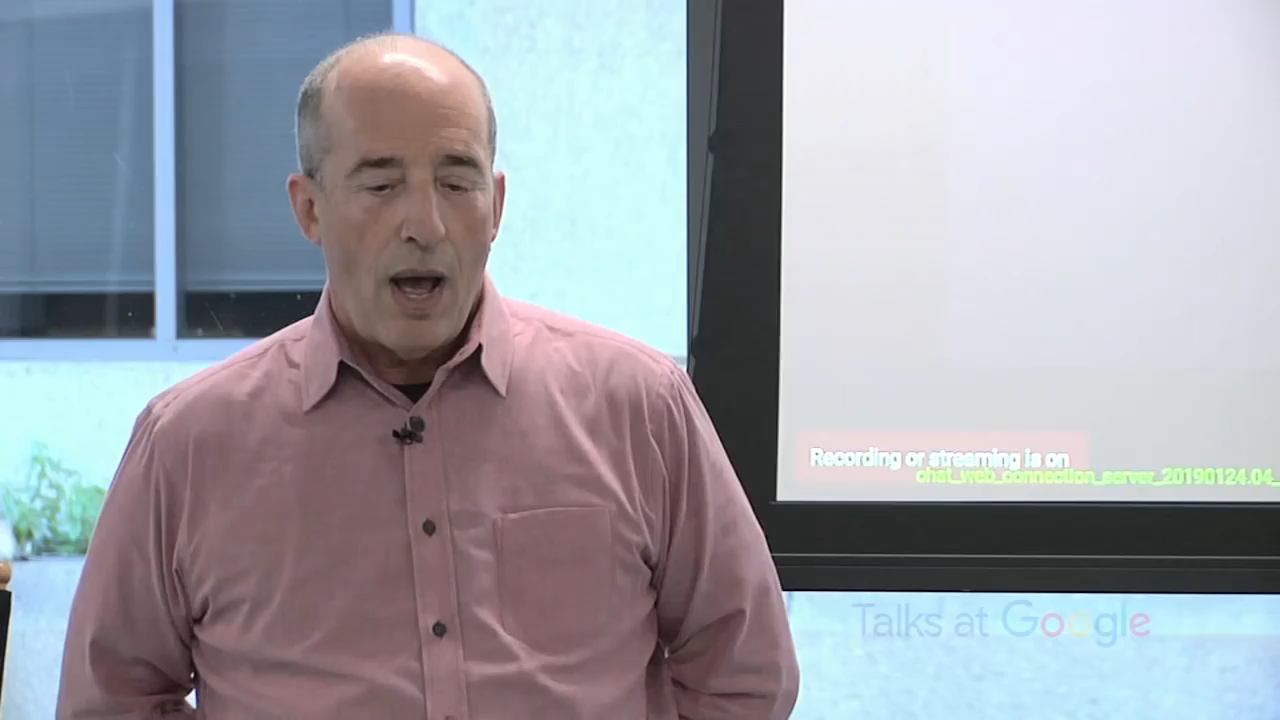 Recording or streaming is on
chat_web_connection_server_20190124.04_
Talks at Google